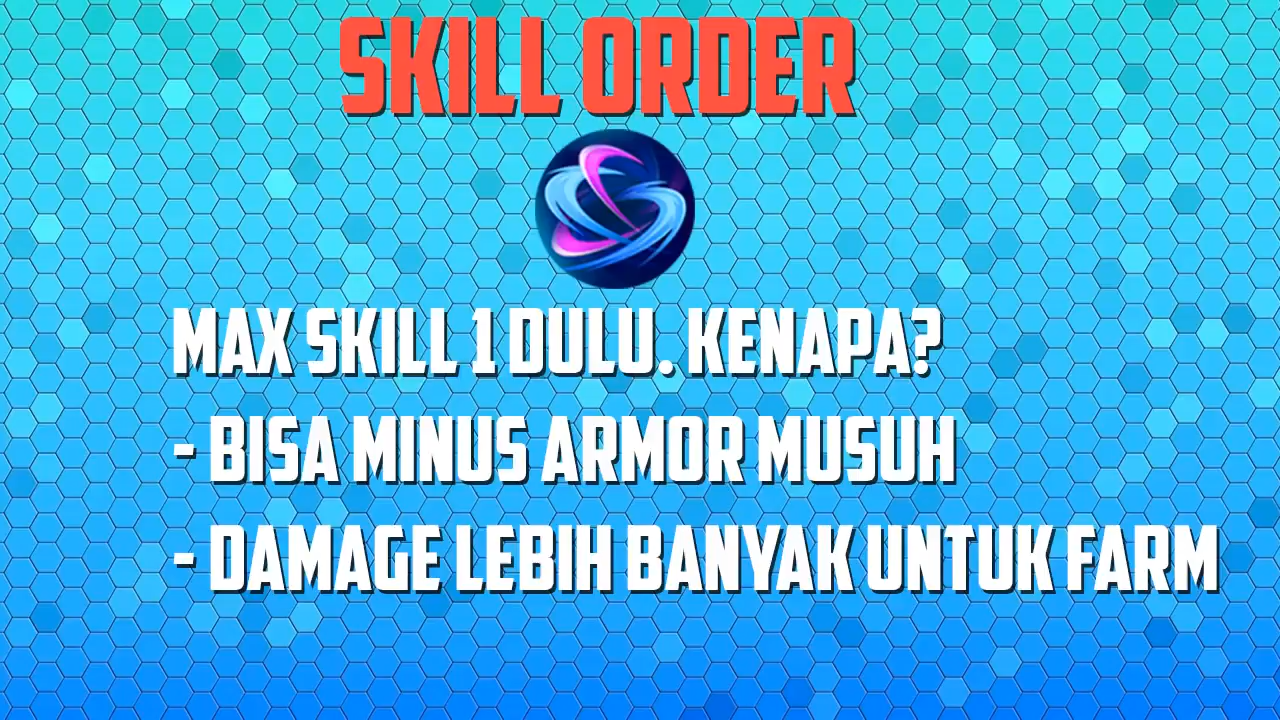 SKILL ORDER
MAX SKILL 1 DULU. KENAPA?
- BISA MINUS ARMOR MUSUH
- DAMAGE LEBIH BANYAK UNTUK FARM